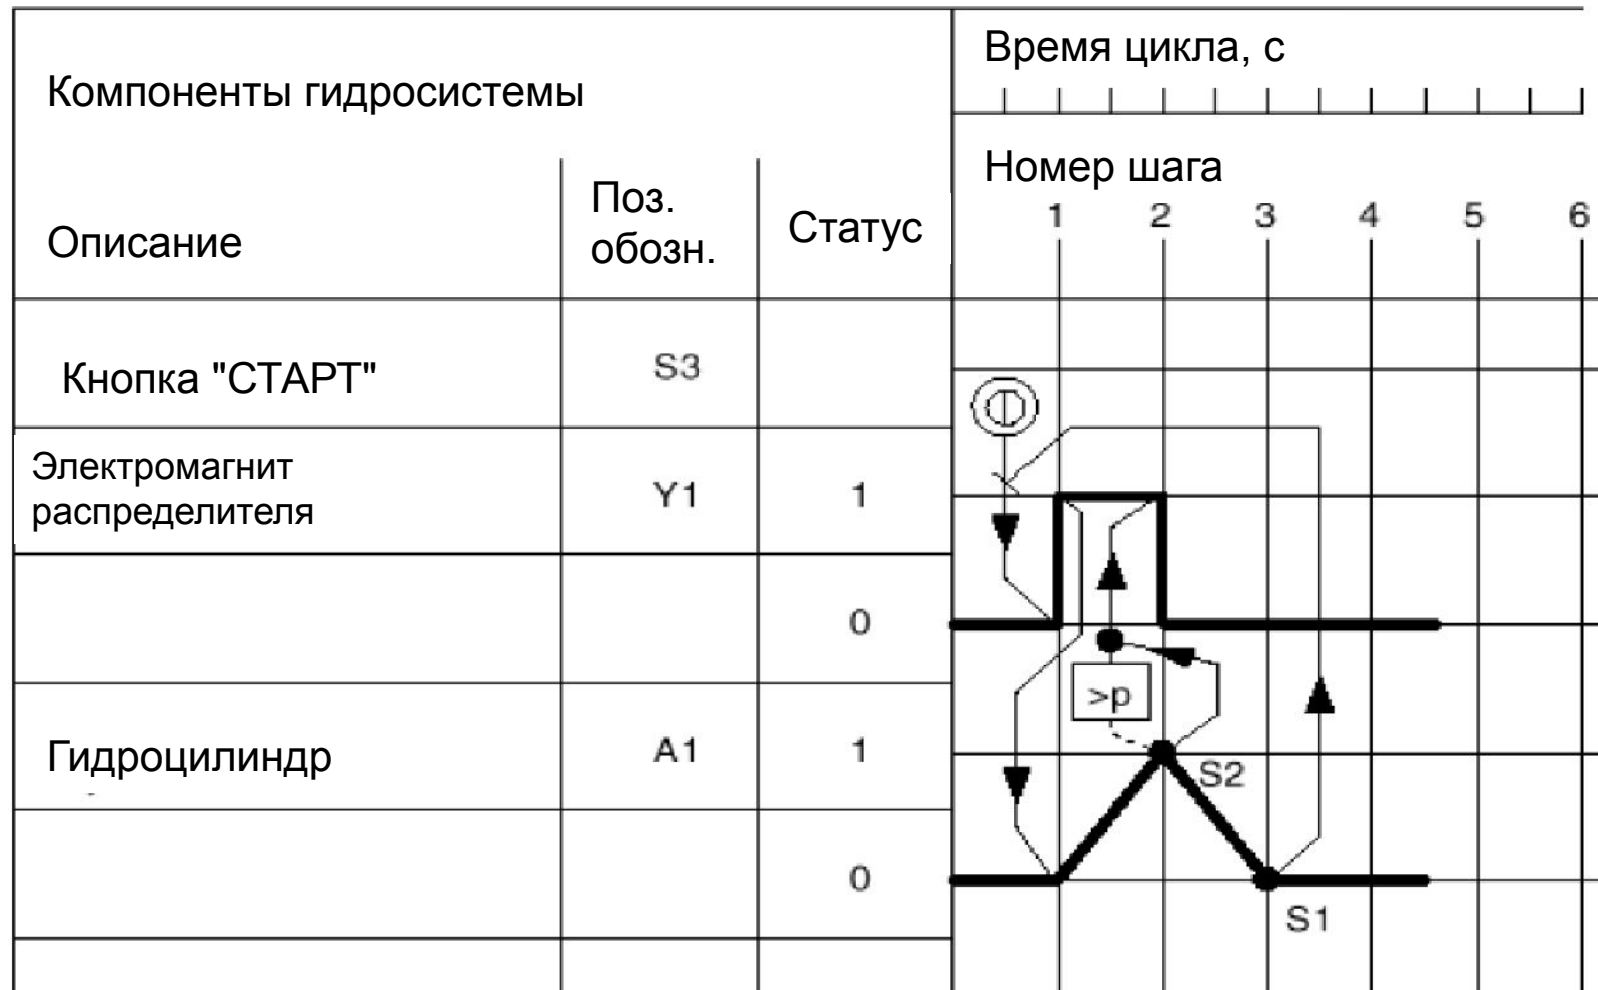 Компоненты гидросистемы
Время цикла, с
Номер шага
1 2 3 4 5 6
Описание
Поз.
обозн.
Статус
Кнопка "СТАРТ"
S3
Электромагнит
распределителя
Y1
1
0
>p
Гидроцилиндр
A1
1
S2
0
S1